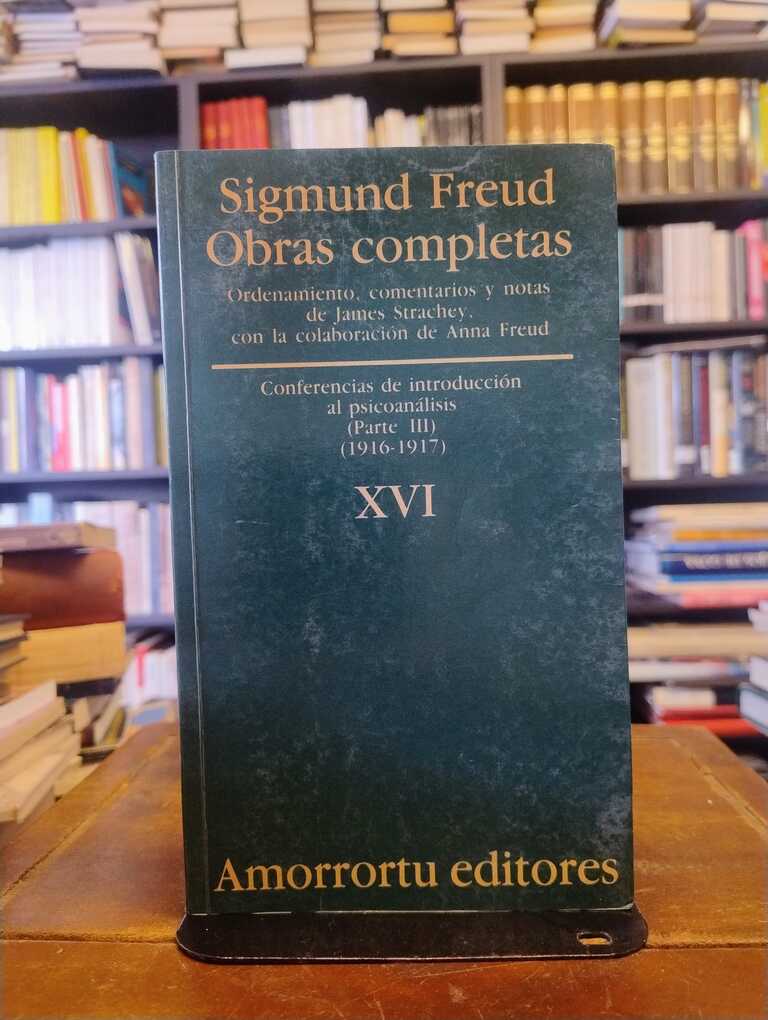 Sigmund Freud
Obras completas
Ordenamiento, comentarios y notas
de James Strachey,
con la colaboración de Anna Freud
Conferencias de introducción
al psicoanálisis
(Parte III)
(1916-1917)
XVI
Amorrortu editores